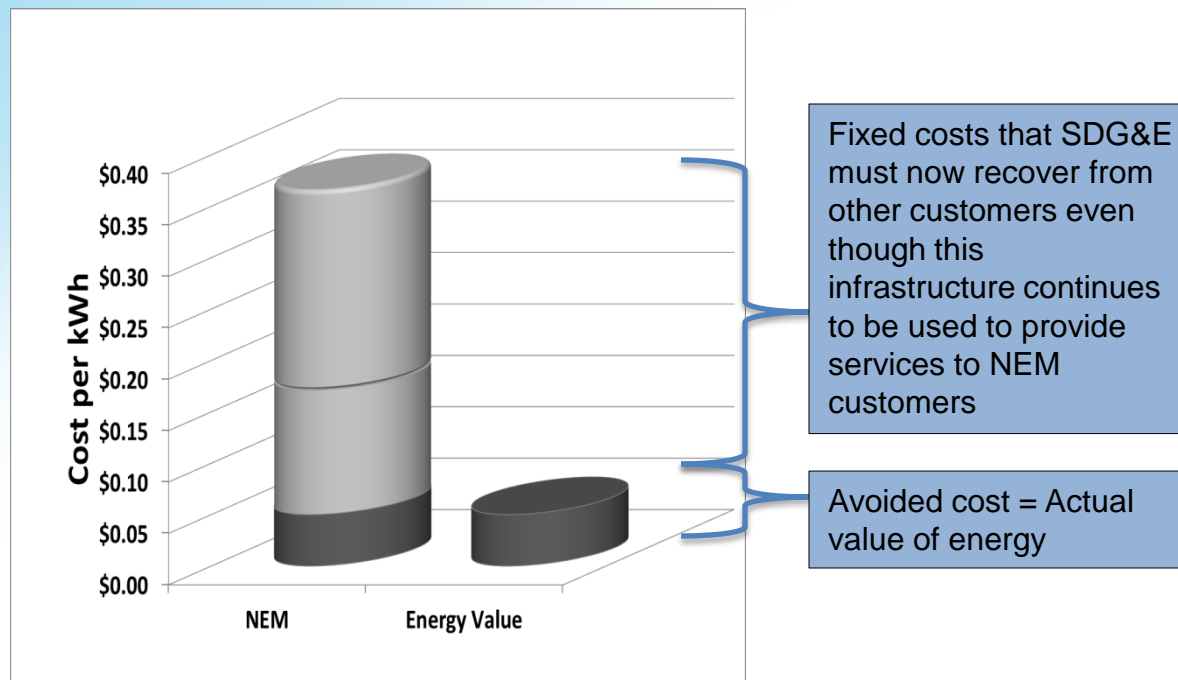 $0.40
$0.35
$0.30
$0.25
$0.20
$0.15
$0.10
$0.05
$0.00
Cost per kWh
NEM
Energy Value
Fixed costs that SDG&E
must now recover from
other customers even
though this
infrastructure continues
to be used to provide
services to NEM
customers
Avoided cost = Actual
value of energy